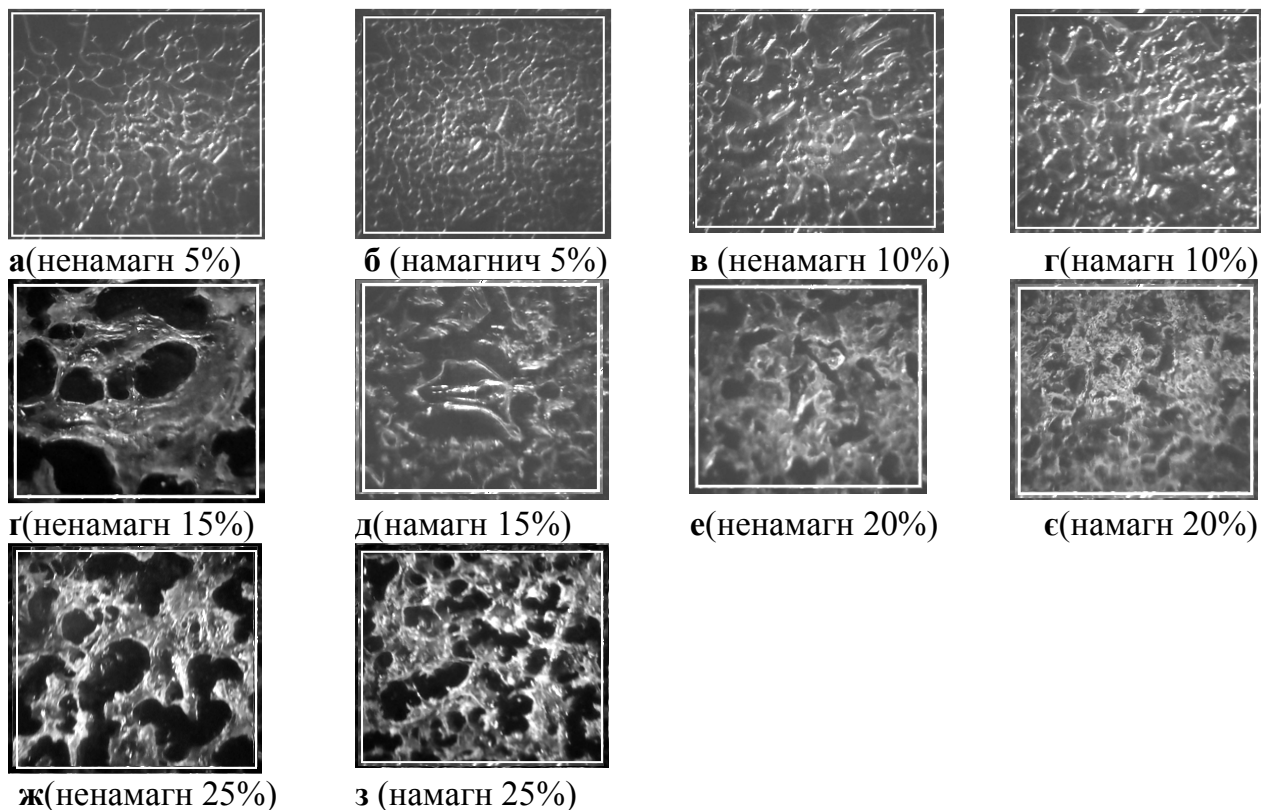 а(ненамагн 5%) б (намагнич 5%) в (ненамагн 10%) г(намагн 10%)
ґ(ненамагн 15%) д(намагн 15%) е(ненамагн 20%) є(намагн 20%)
ж(ненамагн 25%) з (намагн 25%)